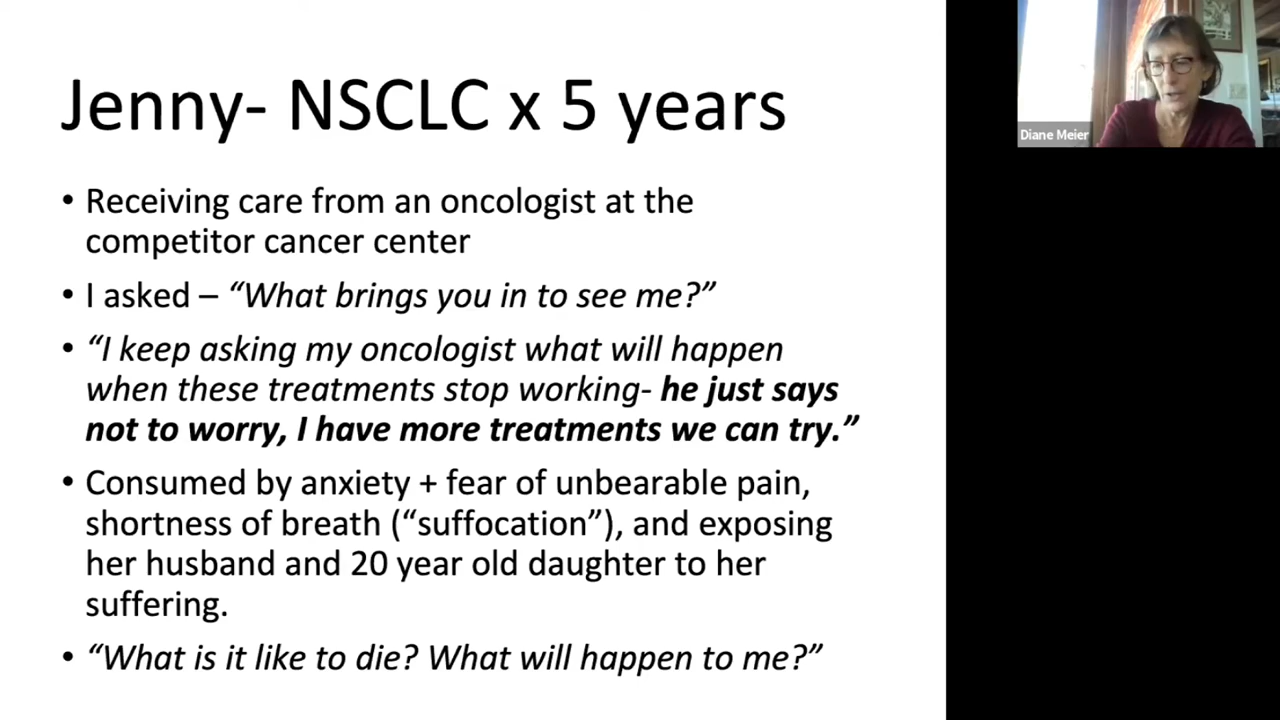 Jenny- NSCLC x 5 years
• Receiving care from an oncologist at the
competitor cancer center
• I asked – “What brings you in to see me?”
• “I keep asking my oncologist what will happen
when these treatments stop working- he just says
not to worry, I have more treatments we can try.”
• Consumed by anxiety + fear of unbearable pain,
shortness of breath (“suffocation”), and exposing
her husband and 20 year old daughter to her
suffering.
• “What is it like to die? What will happen to me?”
Diane Meier